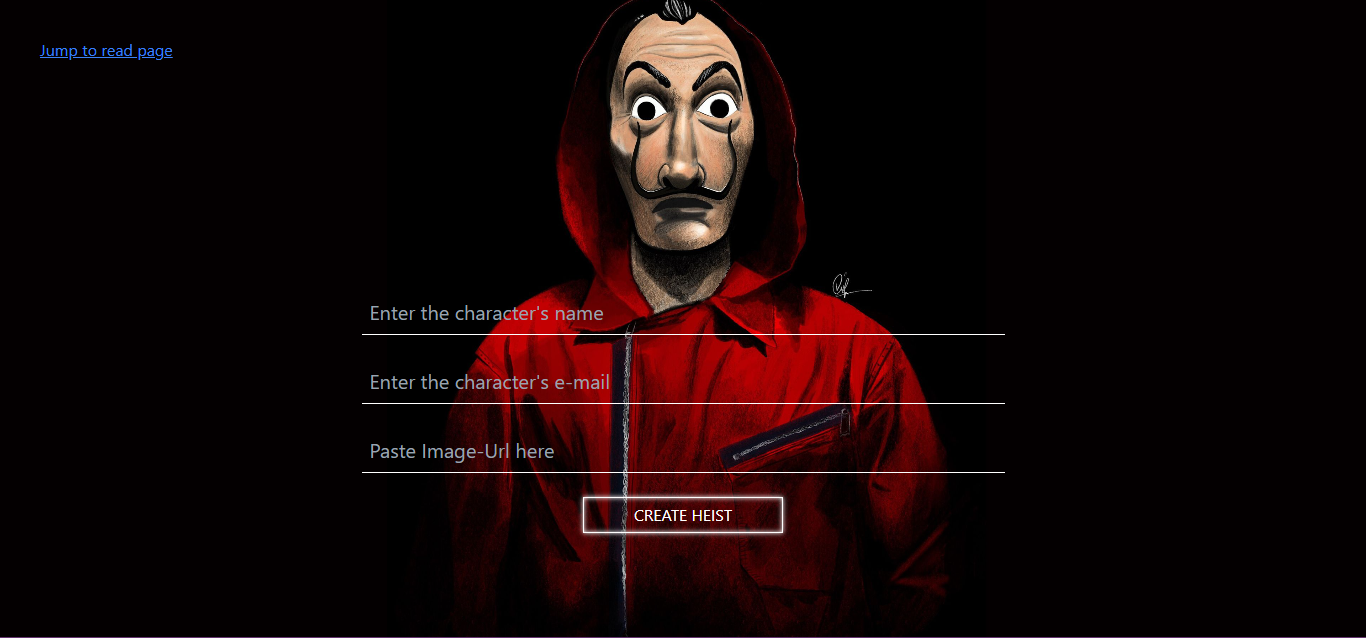 Jump to read page
Enter the character's name
Enter the character's e-mail
Paste Image-Url here
CREATE HEIST